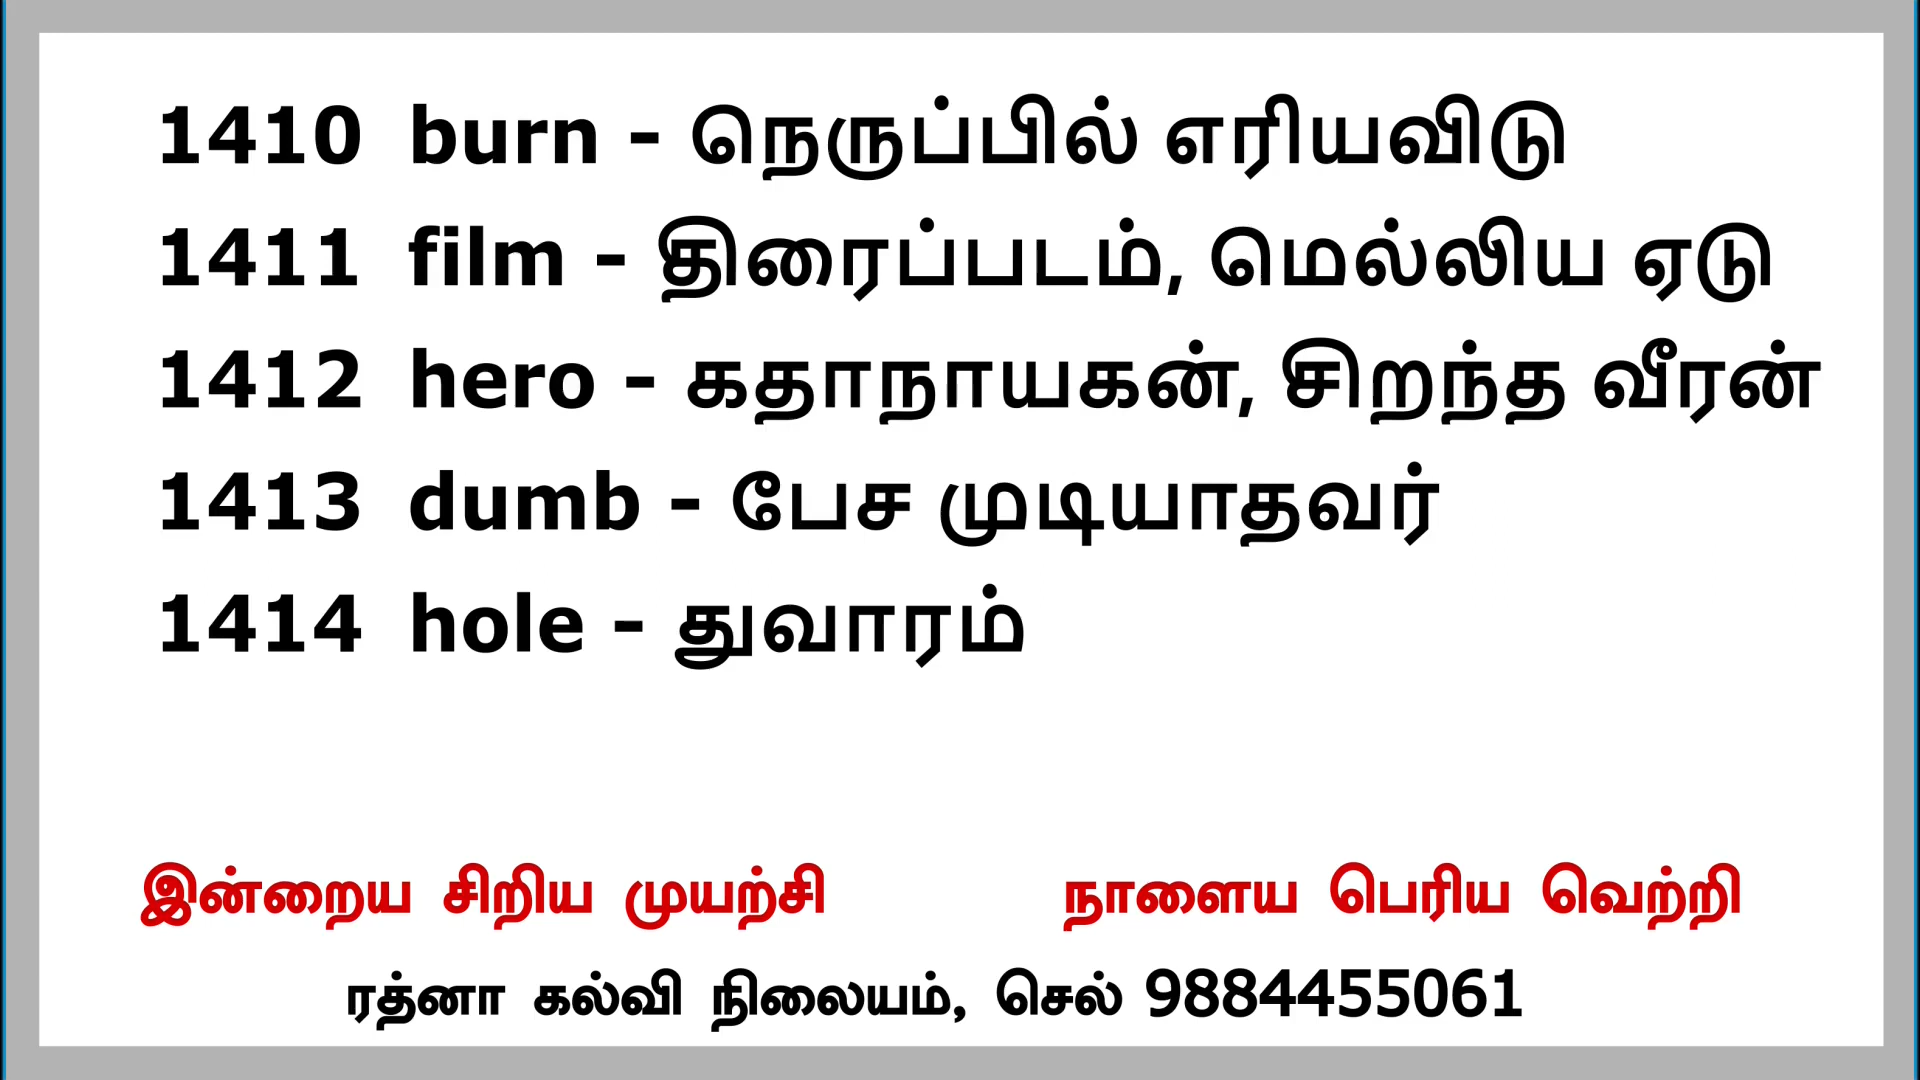 1410 burn - நெருப்பில் எரியவிடு
1411 film - திரைப்படம், மெல்லிய ஏடு
1412 hero - கதாநாயகன், சிறந்த வீரன்
1413 dumb - பேச முடியாதவர்
1414 hole - துவாரம்
இன்றைய சிறிய முயற்சி நாளைய பெரிய வெற்றி
ரத்னா கல்வி நிலையம், செல் 9884455061